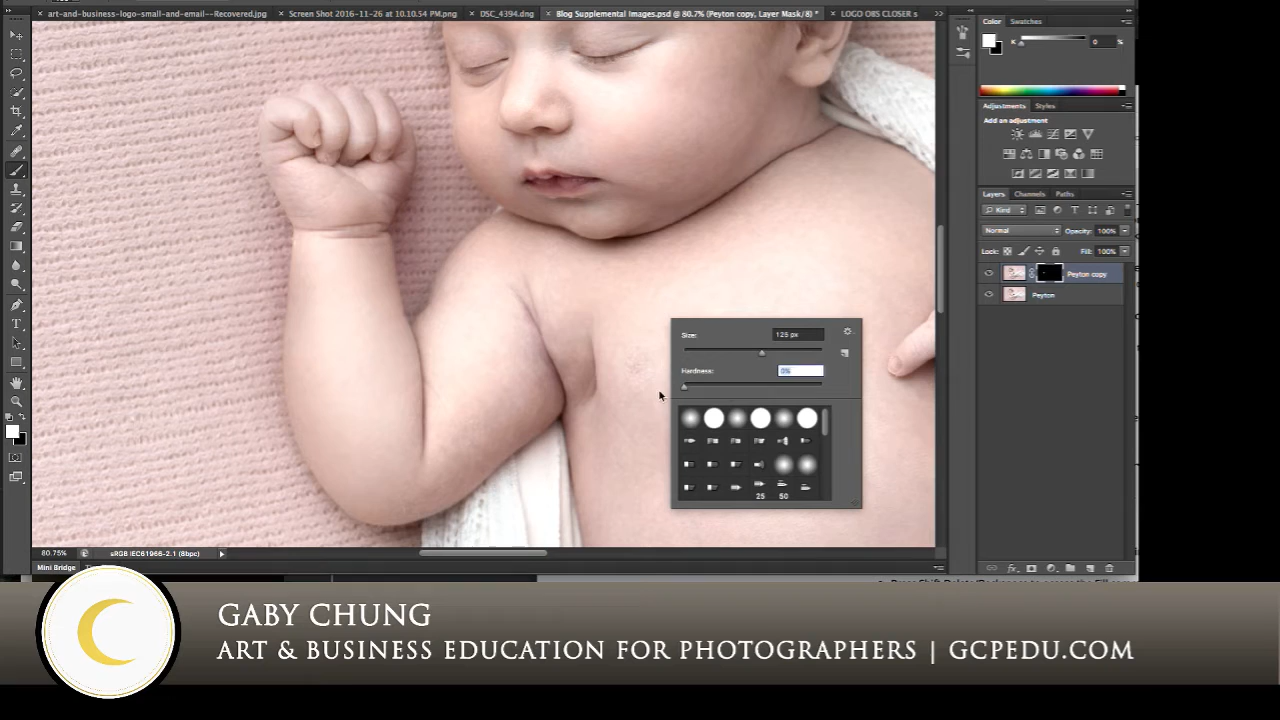 art-and-business-logo-small-and-email--Recovered.jpg
Screen Shot 2016-11-26 at 10.10.54 PM.png
DSC_4394.dng
Blog Supplemental Images.psd @ 80.7% (Peyton copy, Layer Mask/8) *
LOGO OBS CLOSER s
Color
Swatches
K
0
%
Adjustments
Styles
Add an adjustment
Layers
Channels
Paths
Kind
Normal
Opacity: 100%
Lock:
Fill: 100%
Peyton copy
Peyton
Size:
125 px
Hardness:
0%
25
50
80.75%
sRGB IEC61966-2.1 (8bpc)
Mini Bridge
GABY CHUNG
ART & BUSINESS EDUCATION FOR PHOTOGRAPHERS | GCPEDU.COM